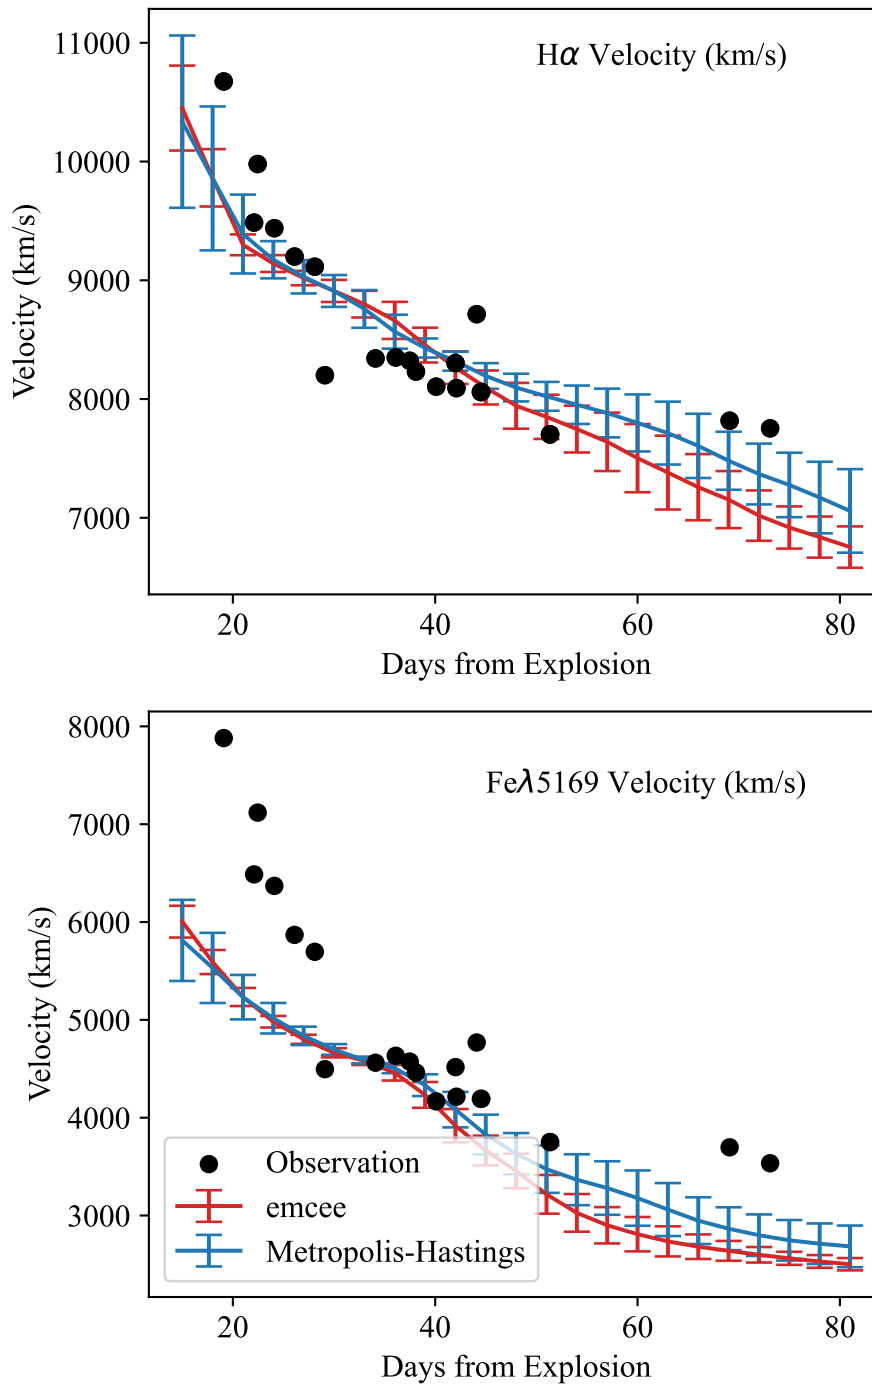 Hα Velocity (km/s)
Velocity (km/s)
11000
10000
9000
8000
7000
20 40 60 80
Days from Explosion
Feλ5169 Velocity (km/s)
Velocity (km/s)
8000
7000
6000
5000
4000
3000
Observation
emcee
Metropolis-Hastings
20 40 60 80
Days from Explosion